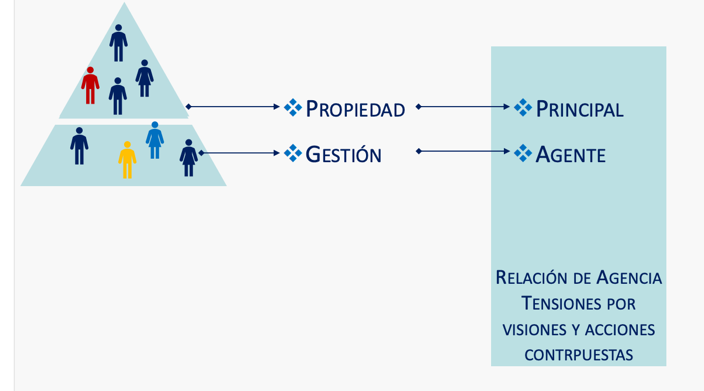 PROPIEDAD
PRINCIPAL
GESTIÓN
AGENTE
RELACIÓN DE AGENCIA
TENSIONES POR
VISIONES Y ACCIONES
CONTRPUESTAS